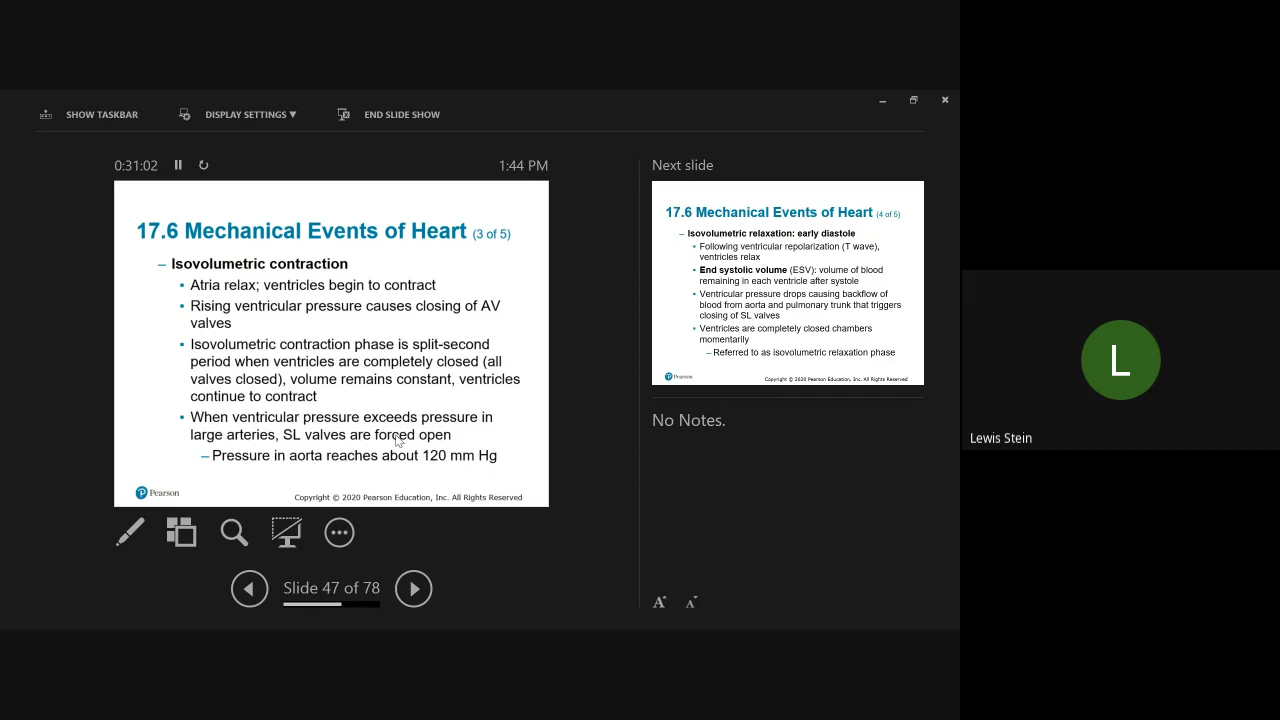 SHOW TASKBAR
DISPLAY SETTINGS ▼
END SLIDE SHOW
0:31:02
1:44 PM
17.6 Mechanical Events of Heart (3 of 5)
– Isovolumetric contraction
▪ Atria relax; ventricles begin to contract
▪ Rising ventricular pressure causes closing of AV
valves
▪ Isovolumetric contraction phase is split-second
period when ventricles are completely closed (all
valves closed), volume remains constant, ventricles
continue to contract
▪ When ventricular pressure exceeds pressure in
large arteries, SL valves are forced open
– Pressure in aorta reaches about 120 mm Hg
P Pearson
Copyright © 2020 Pearson Education, Inc. All Rights Reserved
Slide 47 of 78
Next slide
17.6 Mechanical Events of Heart (4 of 5)
– Isovolumetric relaxation: early diastole
▪ Following ventricular repolarization (T wave),
ventricles relax
▪ End systolic volume (ESV): volume of blood
remaining in each ventricle after systole
▪ Ventricular pressure drops causing backflow of
blood from aorta and pulmonary trunk that triggers
closing of SL valves
▪ Ventricles are completely closed chambers
momentarily
– Referred to as isovolumetric relaxation phase
P Pearson
Copyright © 2020 Pearson Education, Inc. All Rights Reserved
No Notes.
A A
L
Lewis Stein